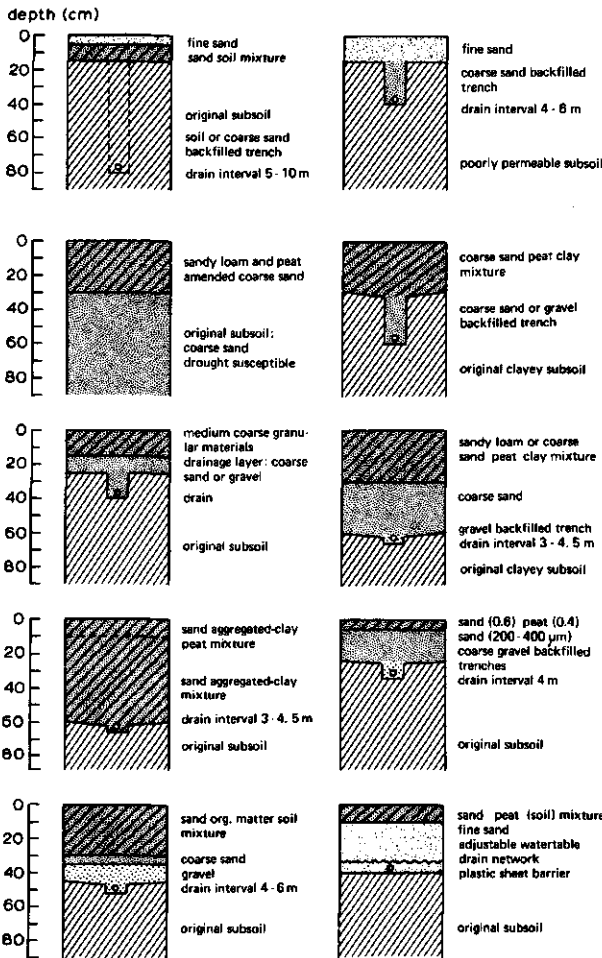 depth (cm)
0
20
40
60
80
fine sand
sand soil mixture
original subsoil
soil or coarse sand
backfilled trench
drain interval 5-10 m
fine sand
coarse sand backfilled
trench
drain interval 4 - 6 m
poorly permeable subsoil
0
20
40
60
80
sandy loam and peat
amended coarse sand
original subsoil:
coarse sand
drought susceptible
coarse sand peat clay
mixture
coarse sand or gravel
backfilled trench
original clayey subsoil
0
20
40
60
80
medium coarse granu-
lar materials
drainage layer: coarse
sand or gravel
drain
original subsoil
sandy loam or coarse
sand peat clay mixture
coarse sand
gravel backfilled trench
drain interval 3 - 4.5 m
original clayey subsoil
0
20
40
60
80
sand aggregated-clay
peat mixture
sand aggregated-clay
mixture
drain interval 3-4.5 m
original subsoil
sand (0.6) peat (0.4)
sand (200-400 µm)
coarse gravel backfilled
trenches
drain interval 4 m
original subsoil
0
20
40
60
80
sand org. matter soil
mixture
coarse sand
gravel
drain interval 4-6 m
original subsoil
sand peat (soil) mixture
fine sand
adjustable watertable
drain network
plastic sheet barrier
original subsoil